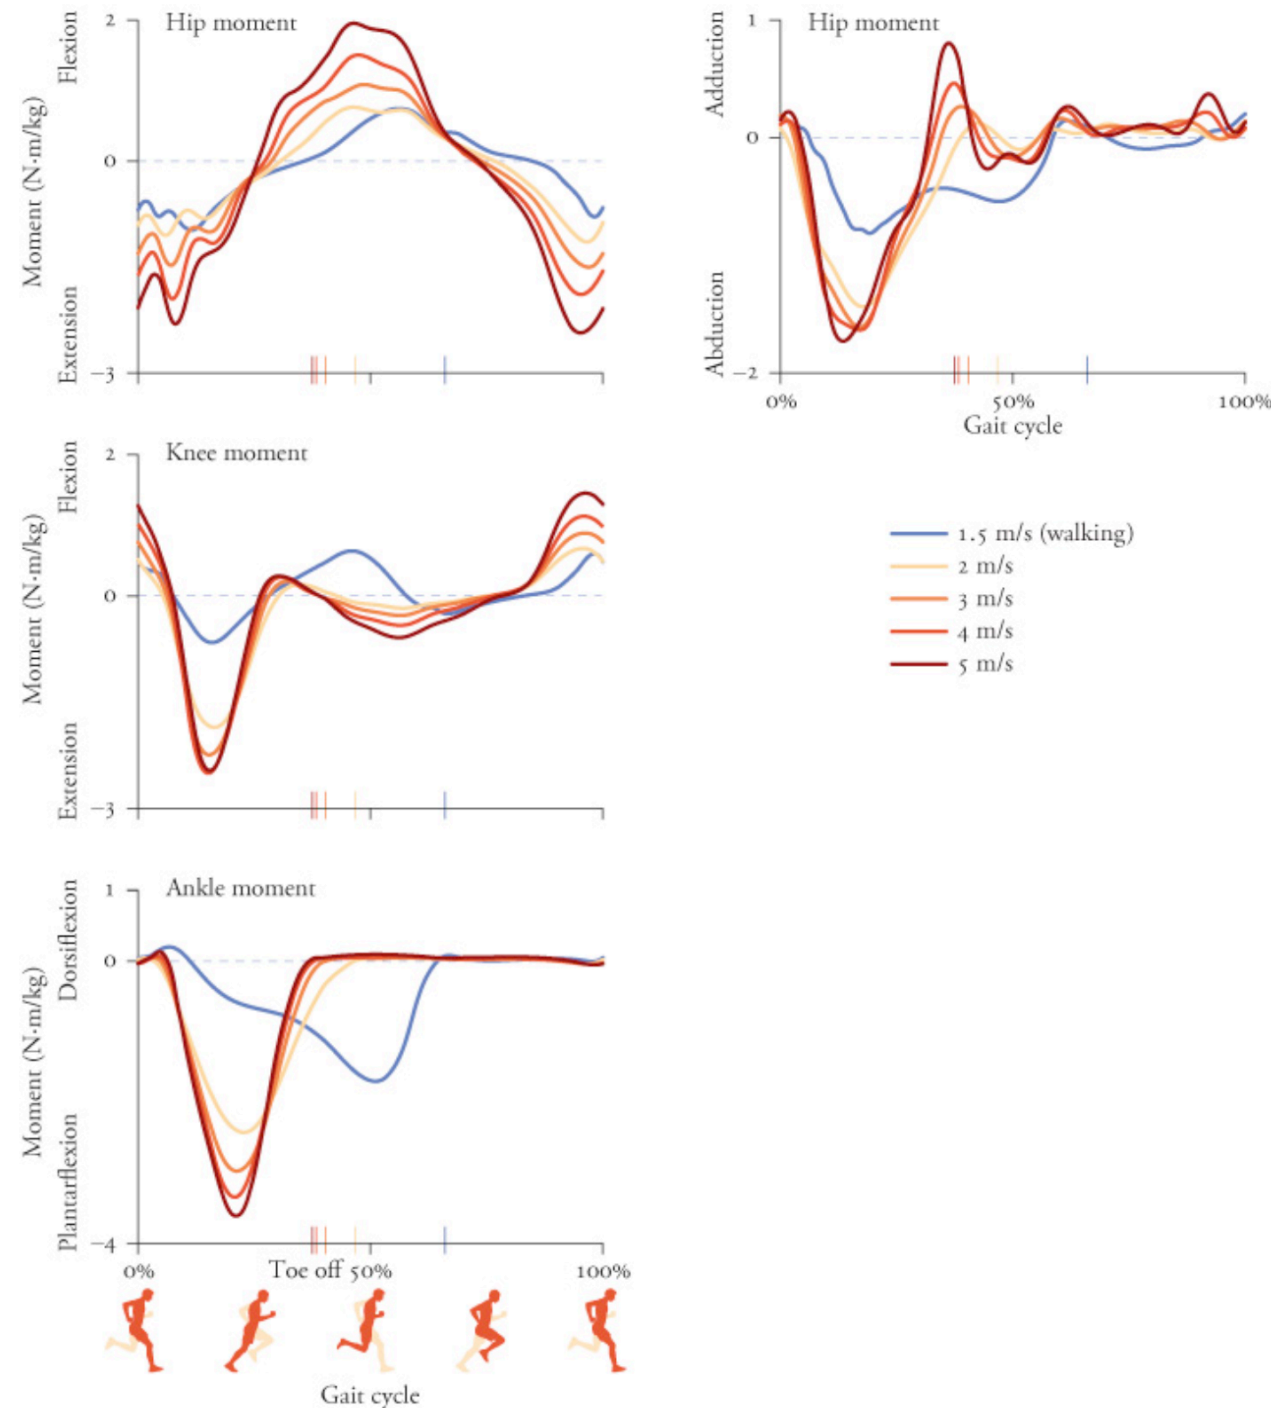 Hip moment
2
0
−3
Flexion
Extension
Moment (N·m/kg)
Hip moment
1
0
−2
Adduction
Abduction
0%
50%
100%
Gait cycle
Knee moment
2
0
−3
Flexion
Extension
Moment (N·m/kg)
1.5 m/s (walking)
2 m/s
3 m/s
4 m/s
5 m/s
Ankle moment
1
0
−4
Dorsiflexion
Plantarflexion
Moment (N·m/kg)
0%
Toe off
50%
100%
Gait cycle